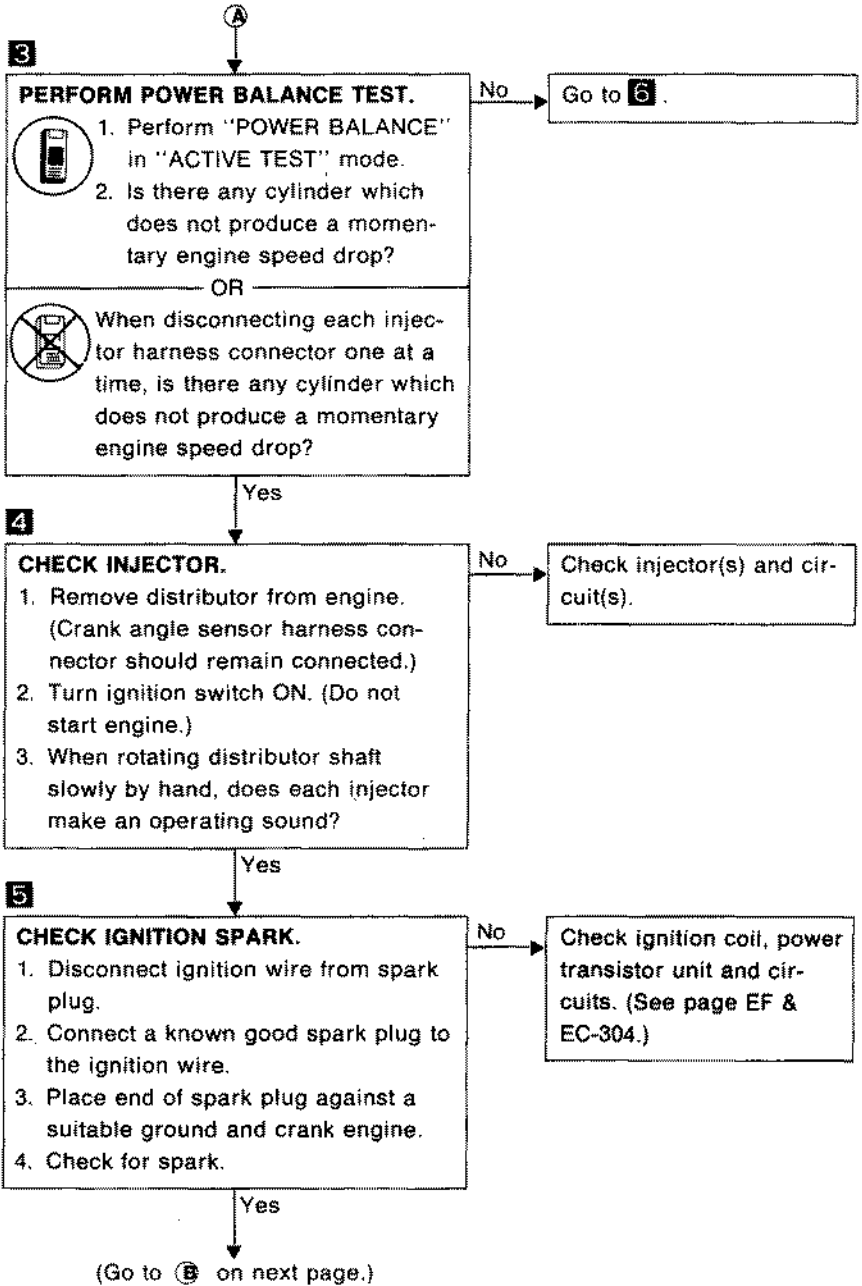 A
3
PERFORM POWER BALANCE TEST.
1. Perform "POWER BALANCE"
in "ACTIVE TEST" mode.
2. Is there any cylinder which
does not produce a momen-
tary engine speed drop?
OR
When disconnecting each injec-
tor harness connector one at a
time, is there any cylinder which
does not produce a momentary
engine speed drop?
No
Go to 6 .
Yes
4
CHECK INJECTOR.
1. Remove distributor from engine.
(Crank angle sensor harness con-
nector should remain connected.)
2. Turn ignition switch ON. (Do not
start engine.)
3. When rotating distributor shaft
slowly by hand, does each injector
make an operating sound?
No
Check injector(s) and cir-
cuit(s).
Yes
5
CHECK IGNITION SPARK.
1. Disconnect ignition wire from spark
plug.
2. Connect a known good spark plug to
the ignition wire.
3. Place end of spark plug against a
suitable ground and crank engine.
4. Check for spark.
No
Check ignition coil, power
transistor unit and cir-
cuits. (See page EF &
EC-304.)
Yes
(Go to B on next page.)